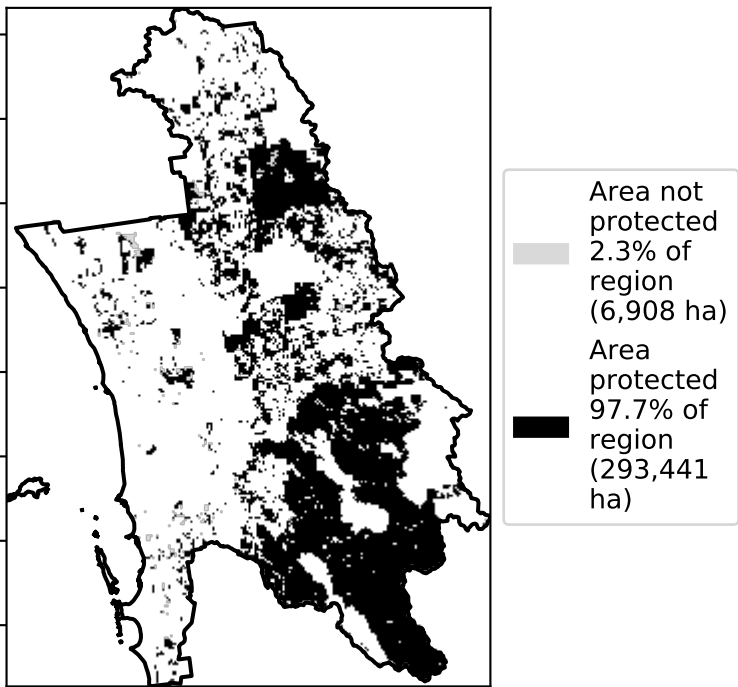 Area not
protected
2.3% of
region
(6,908 ha)
Area
protected
97.7% of
region
(293,441
ha)